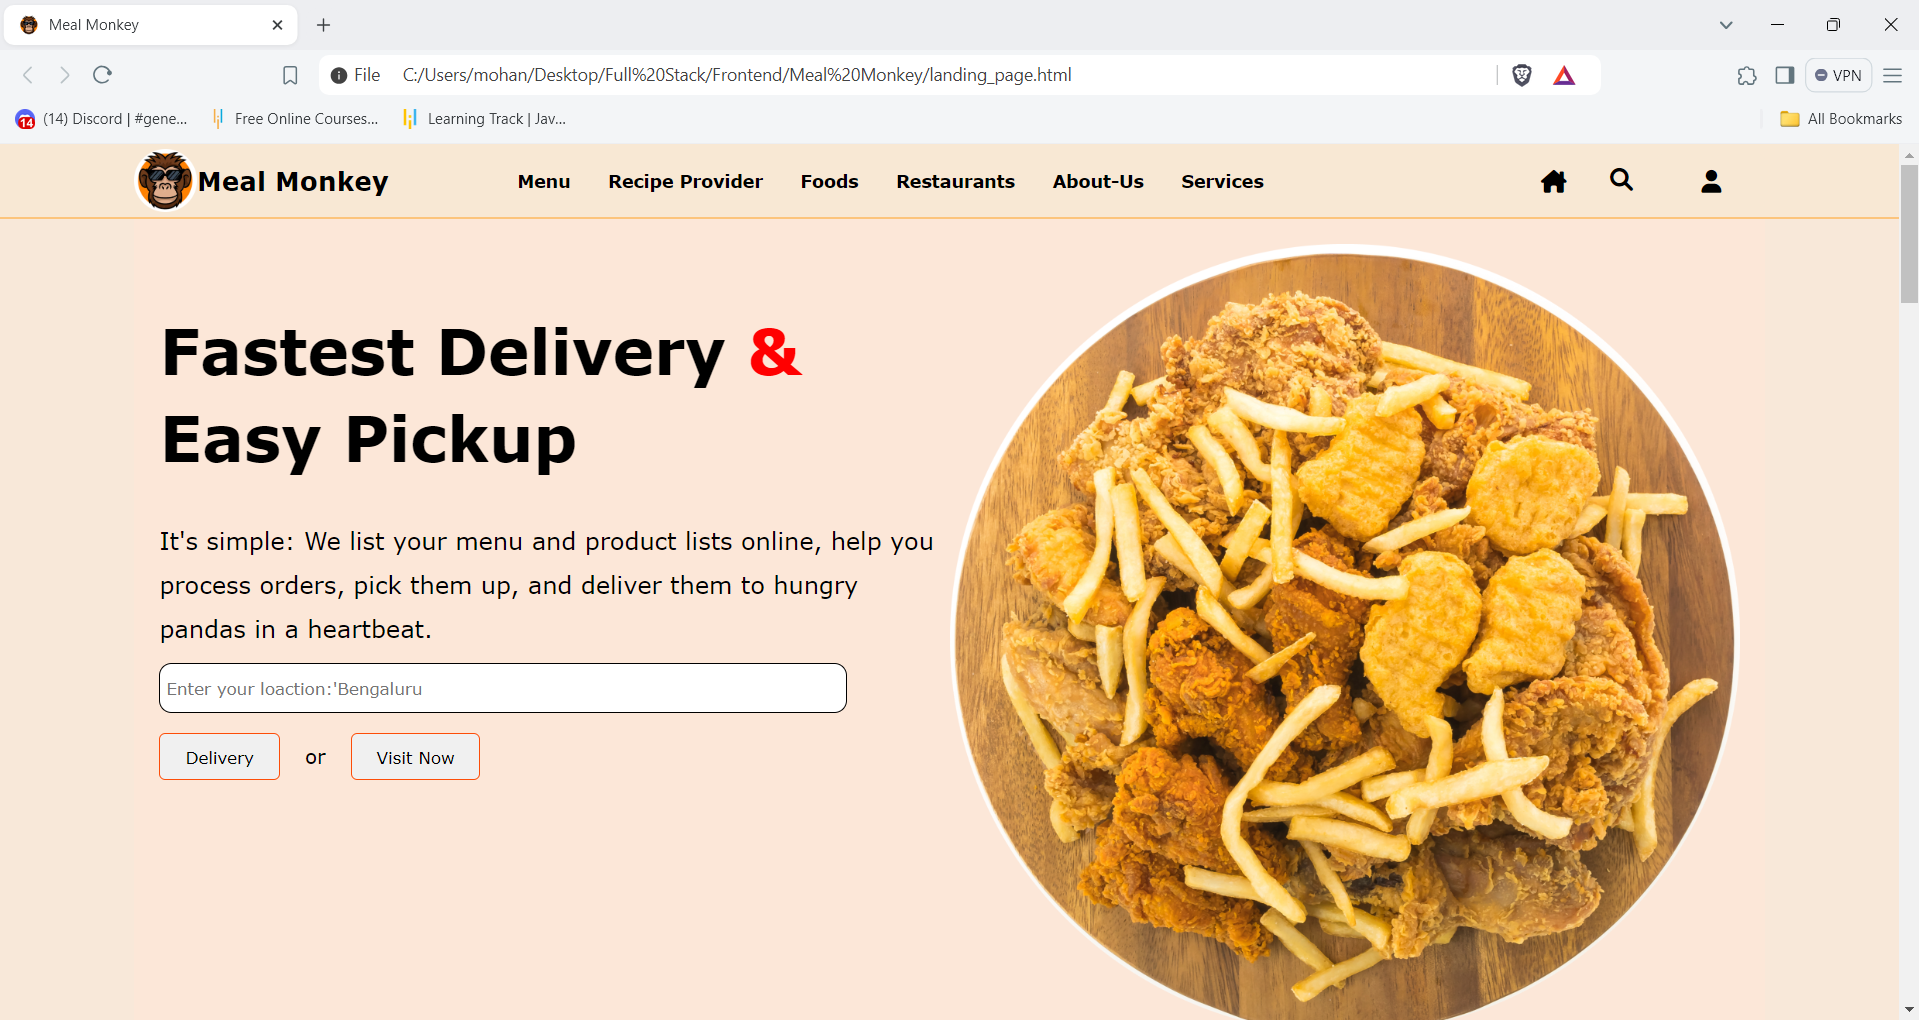 Meal Monkey
File C:/Users/mohan/Desktop/Full%20Stack/Frontend/Meal%20Monkey/landing_page.html
VPN
14 (14) Discord | #gene... Free Online Courses... Learning Track | Jav... All Bookmarks
Meal Monkey Menu Recipe Provider Foods Restaurants About-Us Services
Fastest Delivery &
Easy Pickup
It's simple: We list your menu and product lists online, help you
process orders, pick them up, and deliver them to hungry
pandas in a heartbeat.
Enter your loaction:'Bengaluru
Delivery or Visit Now